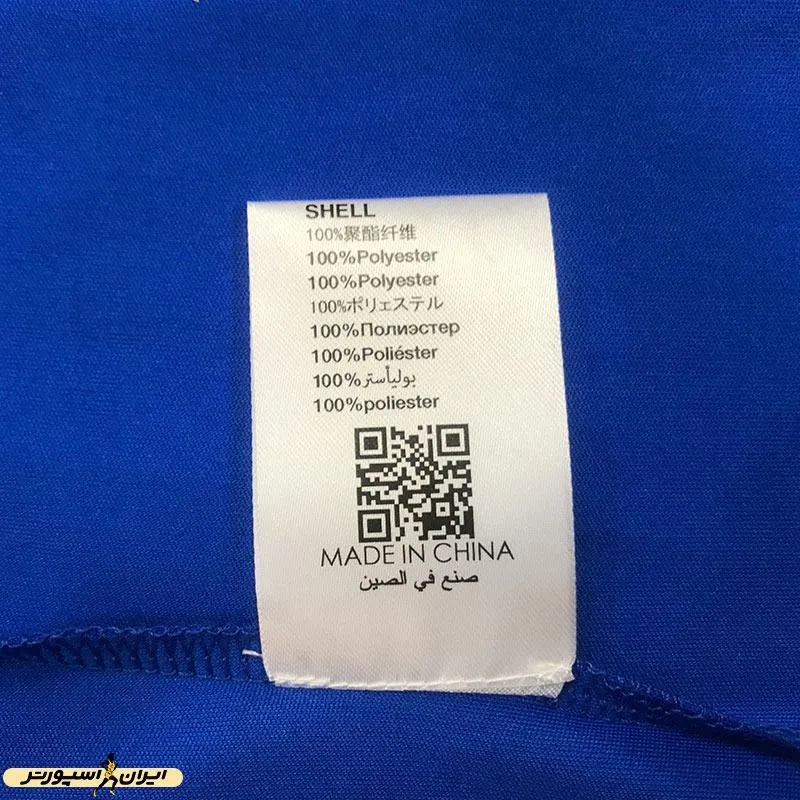 SHELL
100%聚酯纤维
100%Polyester
100%Polyester
100%ポリェステル
100%Полиэстер
100%Poliéster
100%بوليأستر
100%poliester
MADE IN CHINA
صنع في الصين
ایران اسپورتر